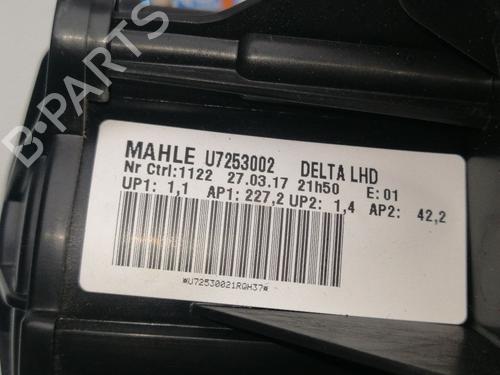 B-PARTS
MAHLE U7253002 DELTA LHD
Nr Ctrl:1122 27.03.17 21h50 E:01
UP1: 1,1 AP1:227,2 UP2: 1,4 AP2: 42,2
*U72530021RQH37*